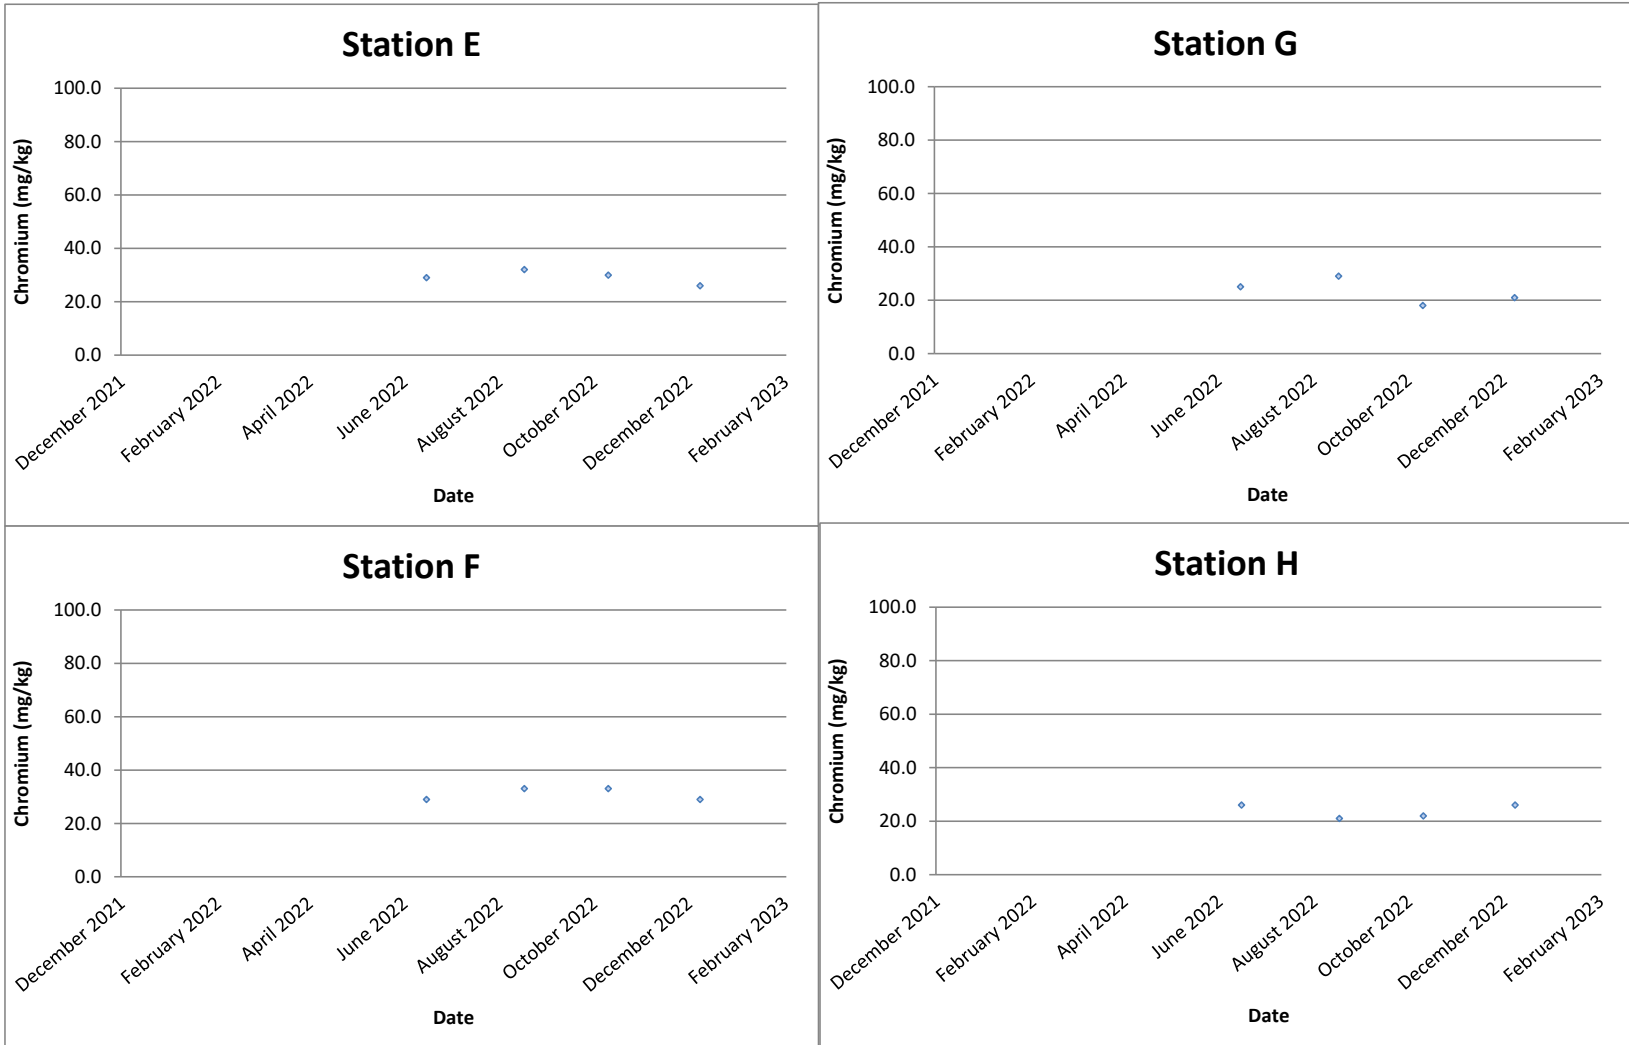 Station E
100.0
80.0
60.0
40.0
20.0
0.0
Chromium (mg/kg)
December 2021
February 2022
April 2022
June 2022
August 2022
October 2022
December 2022
February 2023
Date
Station G
100.0
80.0
60.0
40.0
20.0
0.0
Chromium (mg/kg)
December 2021
February 2022
April 2022
June 2022
August 2022
October 2022
December 2022
February 2023
Date
Station F
100.0
80.0
60.0
40.0
20.0
0.0
Chromium (mg/kg)
December 2021
February 2022
April 2022
June 2022
August 2022
October 2022
December 2022
February 2023
Date
Station H
100.0
80.0
60.0
40.0
20.0
0.0
Chromium (mg/kg)
December 2021
February 2022
April 2022
June 2022
August 2022
October 2022
December 2022
February 2023
Date